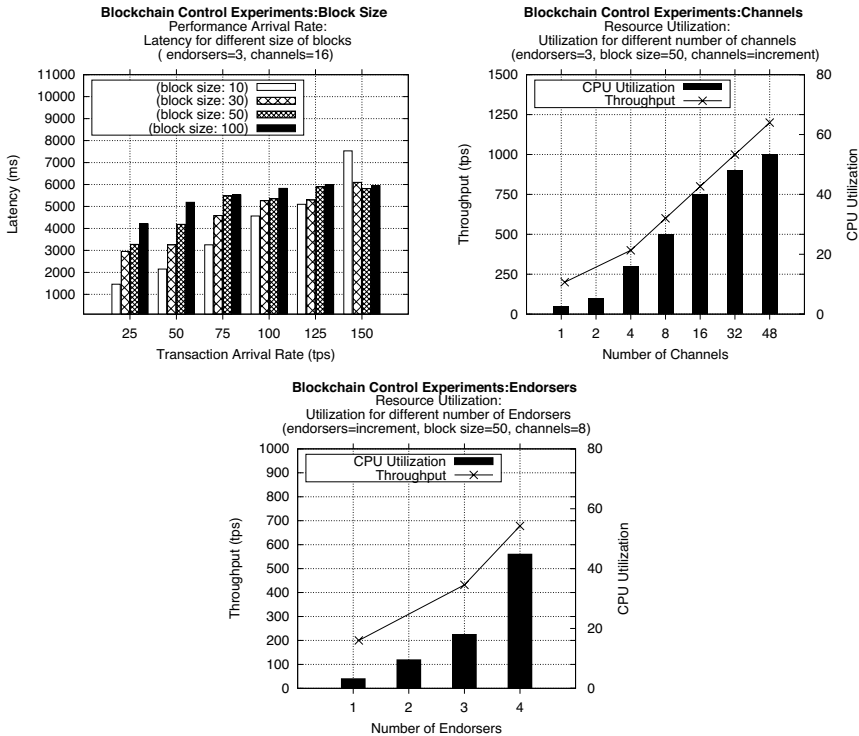 Blockchain Control Experiments:Block Size
Performance Arrival Rate:
Latency for different size of blocks
( endorsers=3, channels=16)
11000
10000
9000
8000
7000
6000
5000
4000
3000
2000
1000
Latency (ms)
(block size: 10)
(block size: 30)
(block size: 50)
(block size: 100)
25 50 75 100 125 150
Transaction Arrival Rate (tps)
Blockchain Control Experiments:Channels
Resource Utilization:
Utilization for different number of channels
(endorsers=3, block size=50, channels=increment)
1500
1250
1000
750
500
250
0
Throughput (tps)
CPU Utilization
Throughput
80
60
40
20
0
CPU Utilization
1 2 4 8 16 32 48
Number of Channels
Blockchain Control Experiments:Endorsers
Resource Utilization:
Utilization for different number of Endorsers
(endorsers=increment, block size=50, channels=8)
1000
900
800
700
600
500
400
300
200
100
0
Throughput (tps)
CPU Utilization
Throughput
80
60
40
20
0
CPU Utilization
1 2 3 4
Number of Endorsers